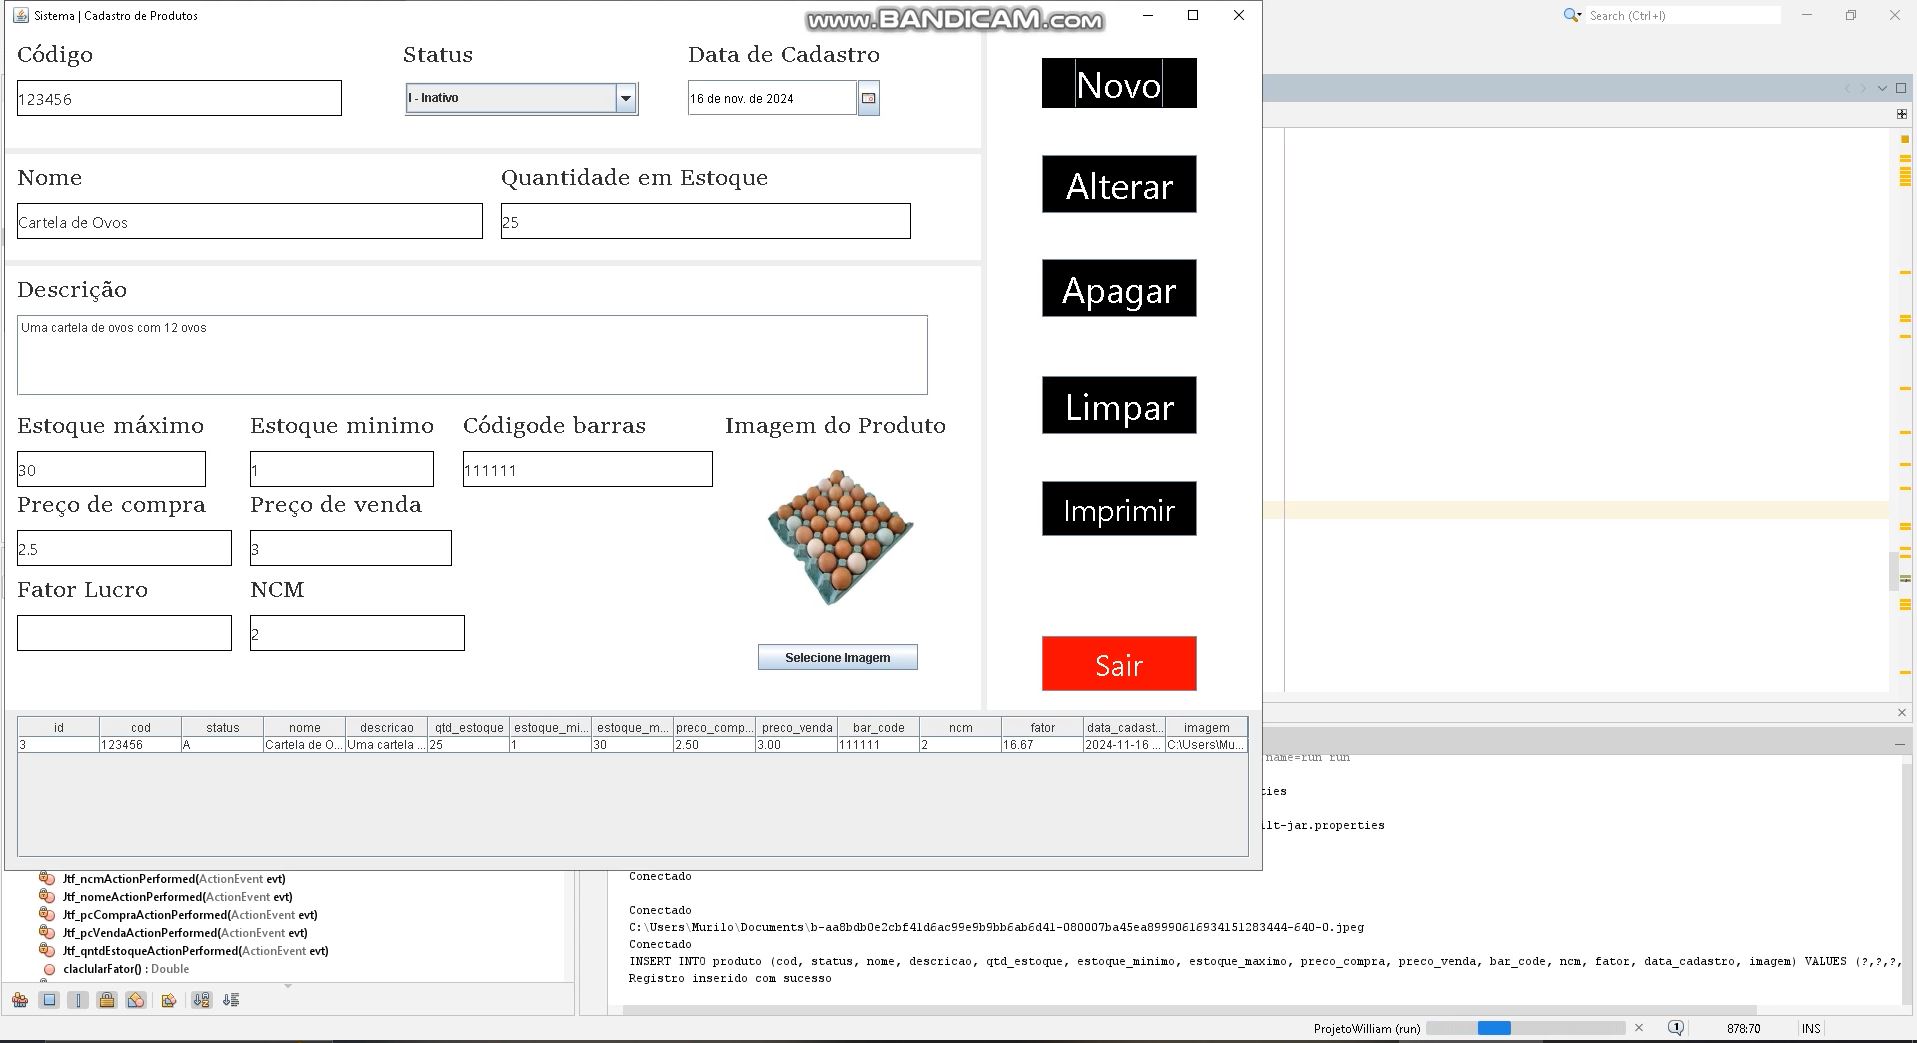 Sistema | Cadastro de Produtos
www.BANDICAM.com
Search (Ctrl+I)
Código
Status
Data de Cadastro
123456
I - Inativo
16 de nov. de 2024
Novo
Nome
Quantidade em Estoque
Alterar
Cartela de Ovos
25
Descrição
Apagar
Uma cartela de ovos com 12 ovos
Estoque máximo
Estoque minimo
Códigode barras
Imagem do Produto
Limpar
30
1
111111
Preço de compra
Preço de venda
Imprimir
2.5
3
Fator Lucro
NCM
2
Selecione Imagem
Sair
id cod status nome descricao qtd_estoque estoque_mi... estoque_m... preco_comp... preco_venda bar_code ncm fator data_cadast... imagem
3 123456 A Cartela de O... Uma cartela ... 25 1 30 2.50 3.00 111111 2 16.67 2024-11-16 ... C:\Users\Mu...
name=run run
ties
ilt-jar.properties
Conectado
Conectado
C:\Users\Murilo\Documents\b-aa8bdb0e2cbf41d6ac99e9b9bb6ab6d41-080007ba45ea89990616934151283444-640-0.jpeg
Conectado
INSERT INTO produto (cod, status, nome, descricao, qtd_estoque, estoque_minimo, estoque_maximo, preco_compra, preco_venda, bar_code, ncm, fator, data_cadastro, imagem) VALUES (?,?,?,
Registro inserido com sucesso
Jtf_ncmActionPerformed(ActionEvent evt)
Jtf_nomeActionPerformed(ActionEvent evt)
Jtf_pcCompraActionPerformed(ActionEvent evt)
Jtf_pcVendaActionPerformed(ActionEvent evt)
Jtf_qntdEstoqueActionPerformed(ActionEvent evt)
claclularFator() : Double
ProjetoWilliam (run)
1
878:70
INS